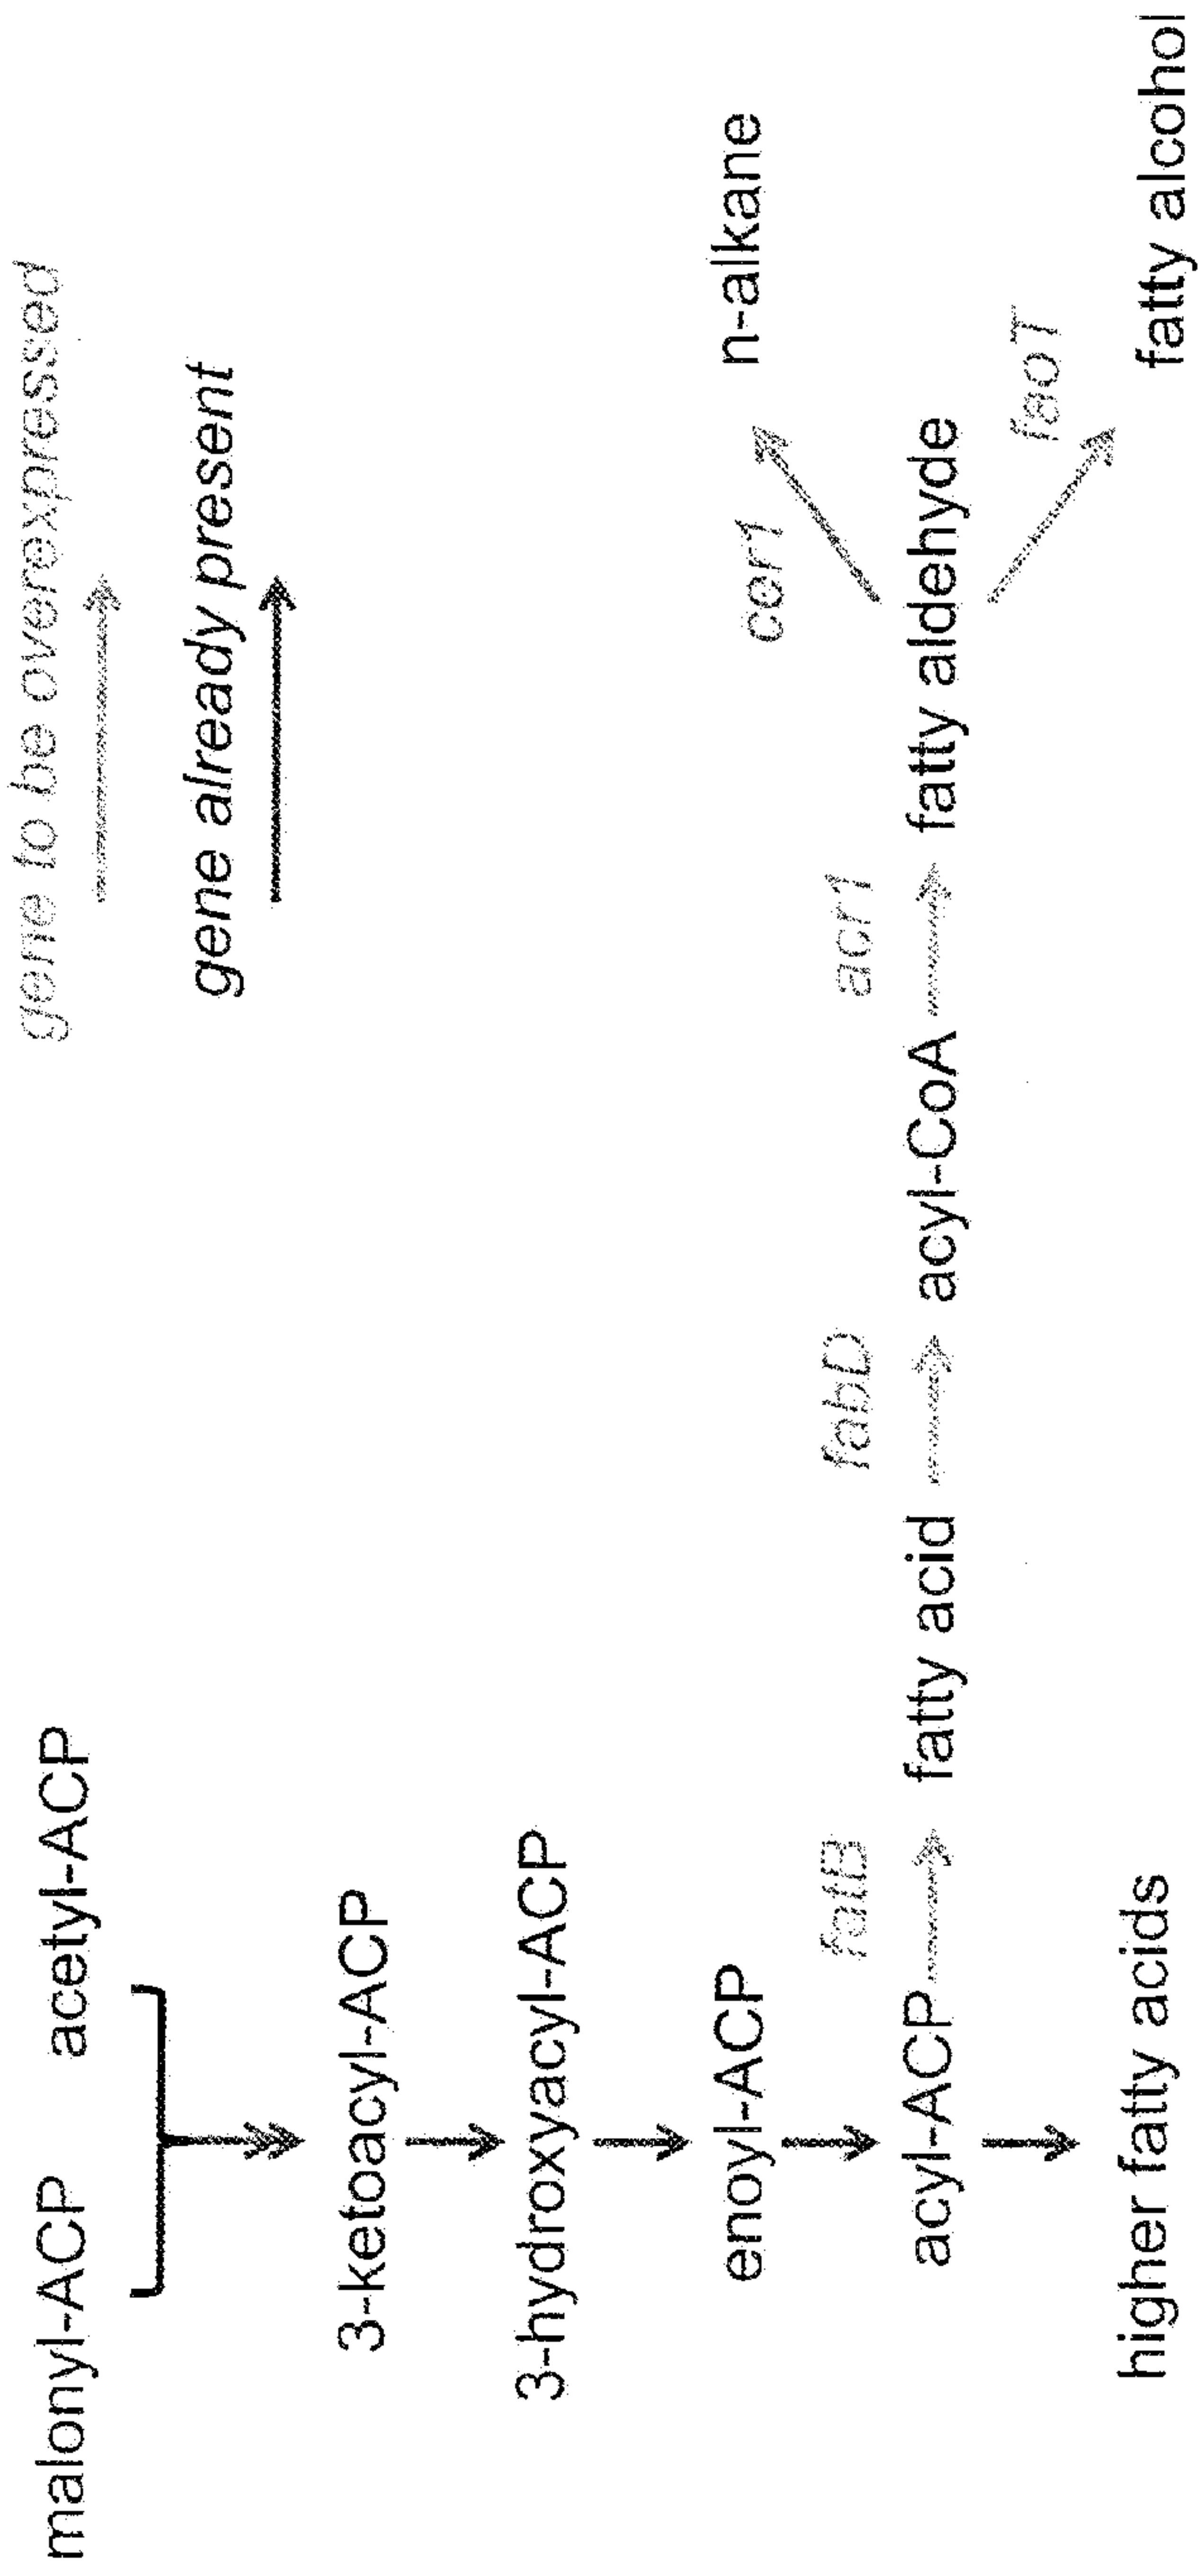 malonyl-ACP acetyl-ACP
gene to be overexpressed
gene already present
3-ketoacyl-ACP
3-hydroxyacyl-ACP
enoyl-ACP
cer1
n-alkane
fatB
fabD
acr1
acyl-ACP
fatty acid
acyl-CoA
fatty aldehyde
faoT
higher fatty acids
fatty alcohol